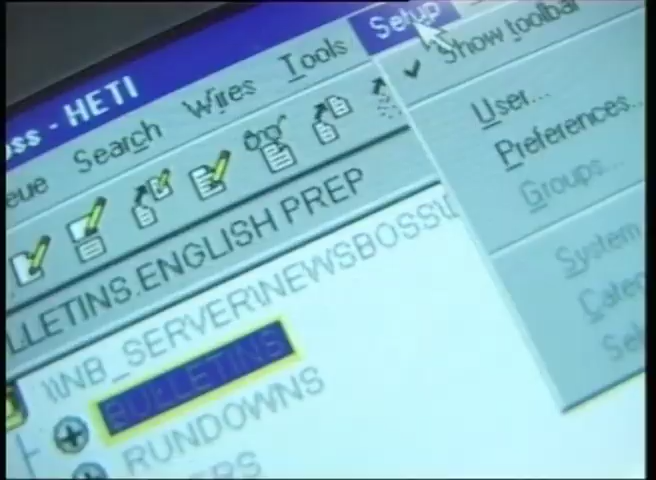 oss - HETI
eue Search Wires Tools Setup
Show toolbar
User...
Preferences...
Groups...
System
LLETINS.ENGLISH PREP
\\NB_SERVER\NEWSBOSS\
BULLETINS
RUNDOWNS
ERS